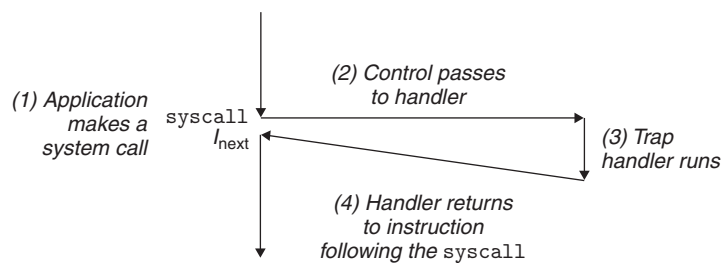 (1) Application
makes a
system call
syscall
Inext
(2) Control passes
to handler
(3) Trap
handler runs
(4) Handler returns
to instruction
following the syscall